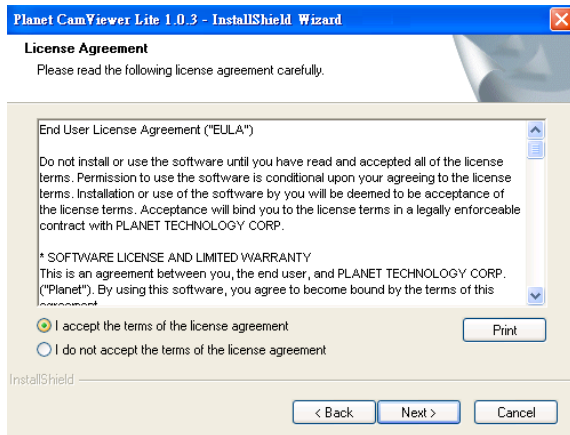 Planet CamViewer Lite 1.0.3 - InstallShield Wizard
License Agreement
Please read the following license agreement carefully.
End User License Agreement ("EULA")
Do not install or use the software until you have read and accepted all of the license
terms. Permission to use the software is conditional upon your agreeing to the license
terms. Installation or use of the software by you will be deemed to be acceptance of
the license terms. Acceptance will bind you to the license terms in a legally enforceable
contract with PLANET TECHNOLOGY CORP.
* SOFTWARE LICENSE AND LIMITED WARRANTY
This is an agreement between you, the end user, and PLANET TECHNOLOGY CORP.
("Planet"). By using this software, you agree to become bound by the terms of this
agreement
I accept the terms of the license agreement
Print
I do not accept the terms of the license agreement
InstallShield
< Back
Next >
Cancel